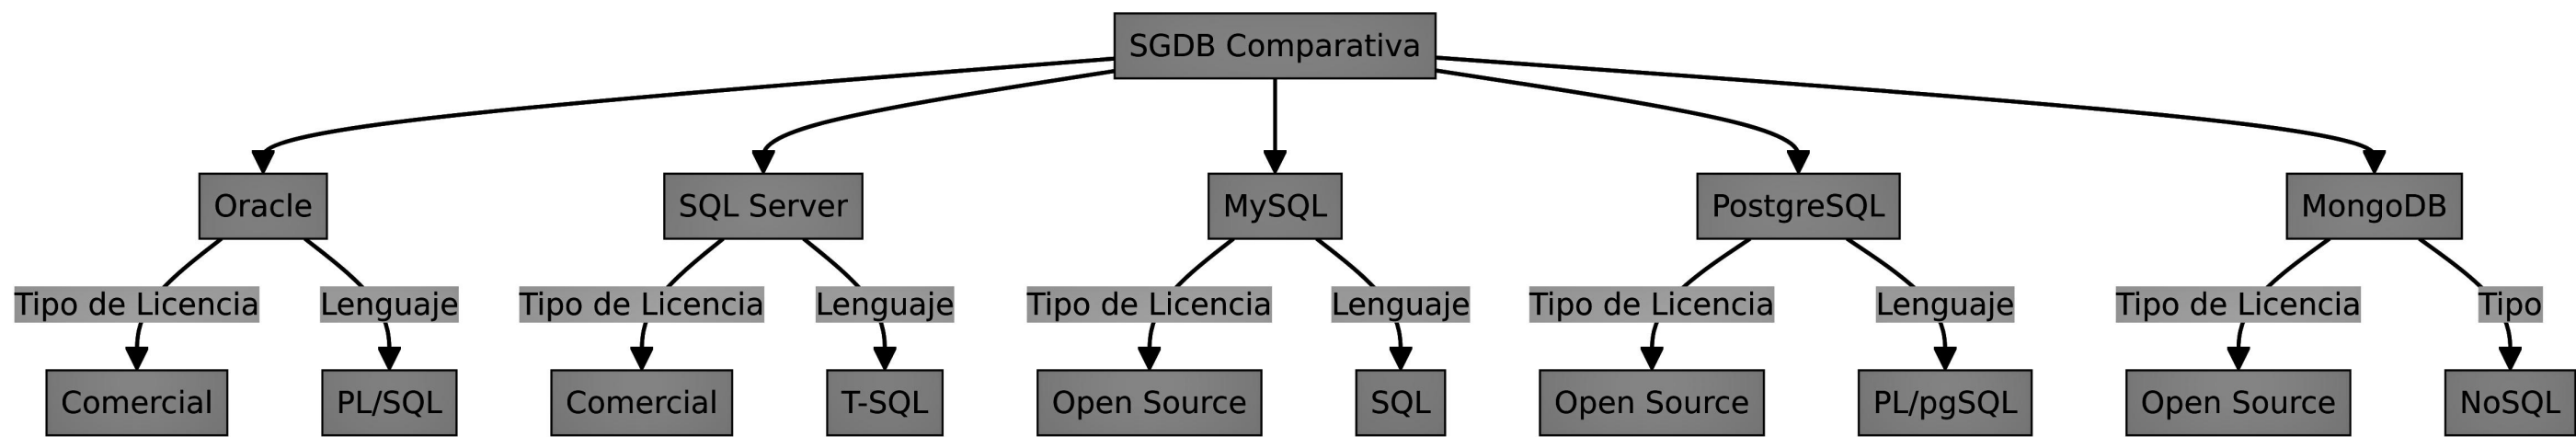 SGDB Comparativa
Oracle
SQL Server
MySQL
PostgreSQL
MongoDB
Tipo de Licencia
Lenguaje
Tipo de Licencia
Lenguaje
Tipo de Licencia
Lenguaje
Tipo de Licencia
Lenguaje
Tipo de Licencia
Tipo
Comercial
PL/SQL
Comercial
T-SQL
Open Source
SQL
Open Source
PL/pgSQL
Open Source
NoSQL